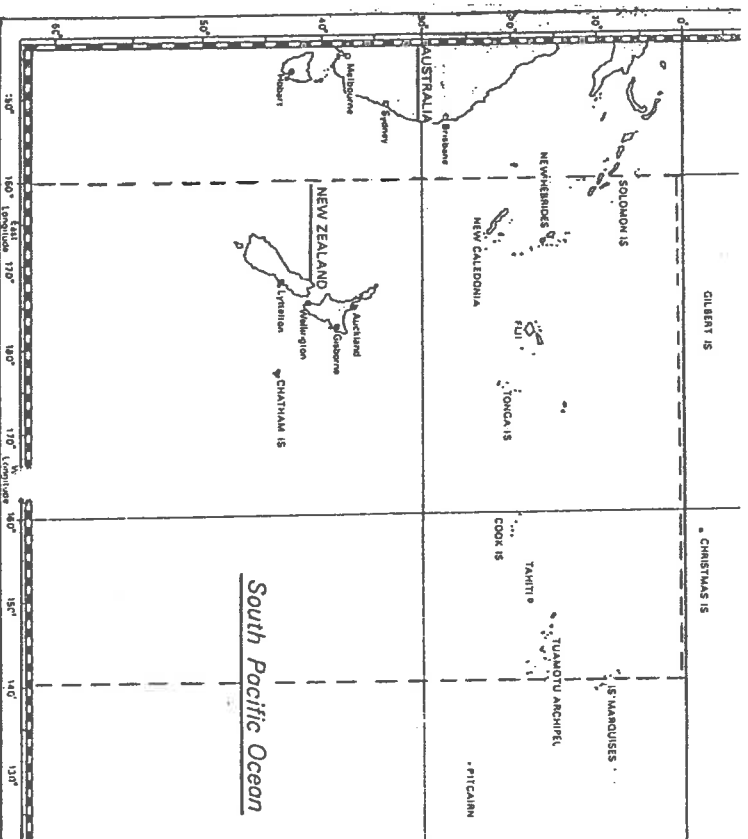 60°
50°
40°
30°
20°
10°
0°
150°
160°
East
Longitude
170°
180°
170°
W.
Longitude
160°
150°
140°
130°
AUSTRALIA
Melbourne
Hobart
Sydney
Brisbane
SOLOMON IS
NEW HEBRIDES
NEW CALEDONIA
GILBERT IS
NEW ZEALAND
Lyttelton
Wellington
Gisborne
Auckland
FIJI
TONGA IS
CHATHAM IS
CHRISTMAS IS
COOK IS
TAHITI
TUAMOTU ARCHIPEL
IS MARQUISES
PITCAIRN
South Pacific Ocean